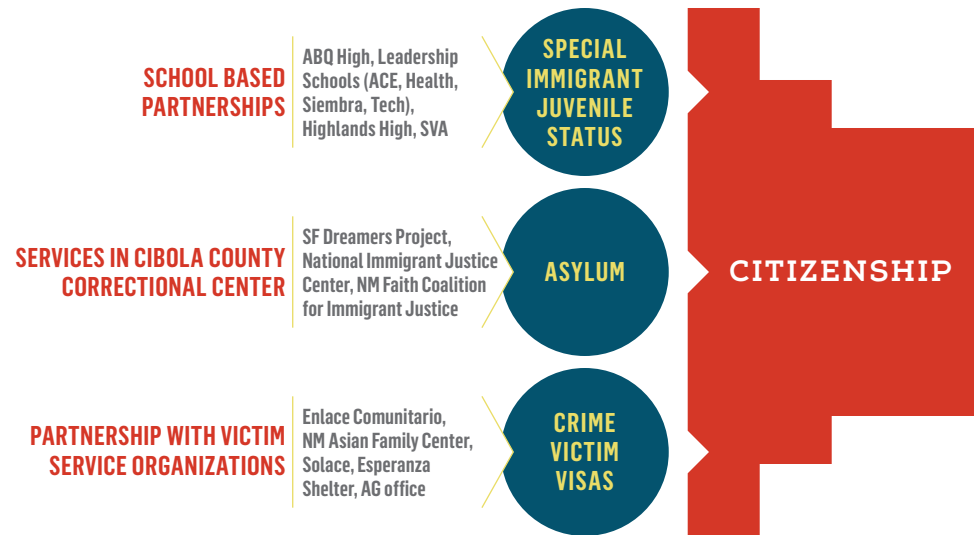 SCHOOL BASED
PARTNERSHIPS
ABQ High, Leadership
Schools (ACE, Health,
Siembra, Tech),
Highlands High, SVA
SPECIAL
IMMIGRANT
JUVENILE
STATUS
SERVICES IN CIBOLA COUNTY
CORRECTIONAL CENTER
SF Dreamers Project,
National Immigrant Justice
Center, NM Faith Coalition
for Immigrant Justice
ASYLUM
CITIZENSHIP
PARTNERSHIP WITH VICTIM
SERVICE ORGANIZATIONS
Enlace Comunitario,
NM Asian Family Center,
Solace, Esperanza
Shelter, AG office
CRIME
VICTIM
VISAS